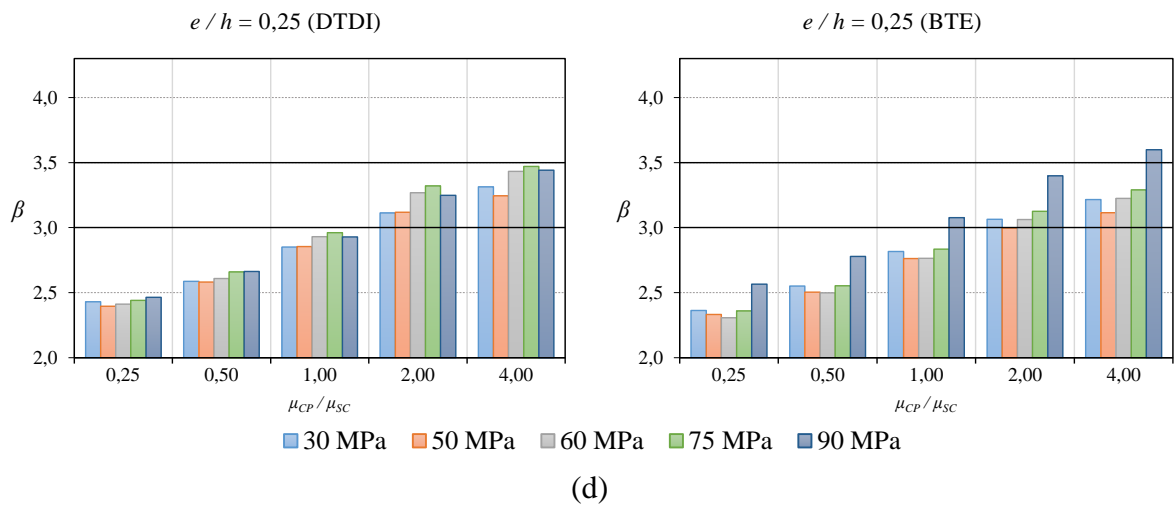 e / h = 0,25 (DTDI)
4,0
3,5
3,0
2,5
2,0
β
0,25 0,50 1,00 2,00 4,00
μCP / μSC
e / h = 0,25 (BTE)
4,0
3,5
3,0
2,5
2,0
β
0,25 0,50 1,00 2,00 4,00
μCP / μSC
30 MPa 50 MPa 60 MPa 75 MPa 90 MPa
(d)